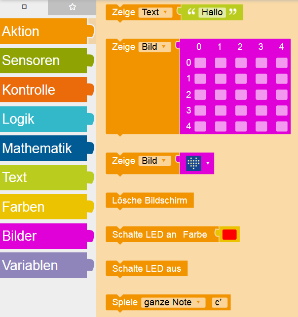 Aktion
Sensoren
Kontrolle
Logik
Mathematik
Text
Farben
Bilder
Variablen
Zeige Text “ Hallo ”
Zeige Bild 0 1 2 3 4
0
1
2
3
4
Zeige Bild
Lösche Bildschirm
Schalte LED an Farbe
Schalte LED aus
Spiele ganze Note c'